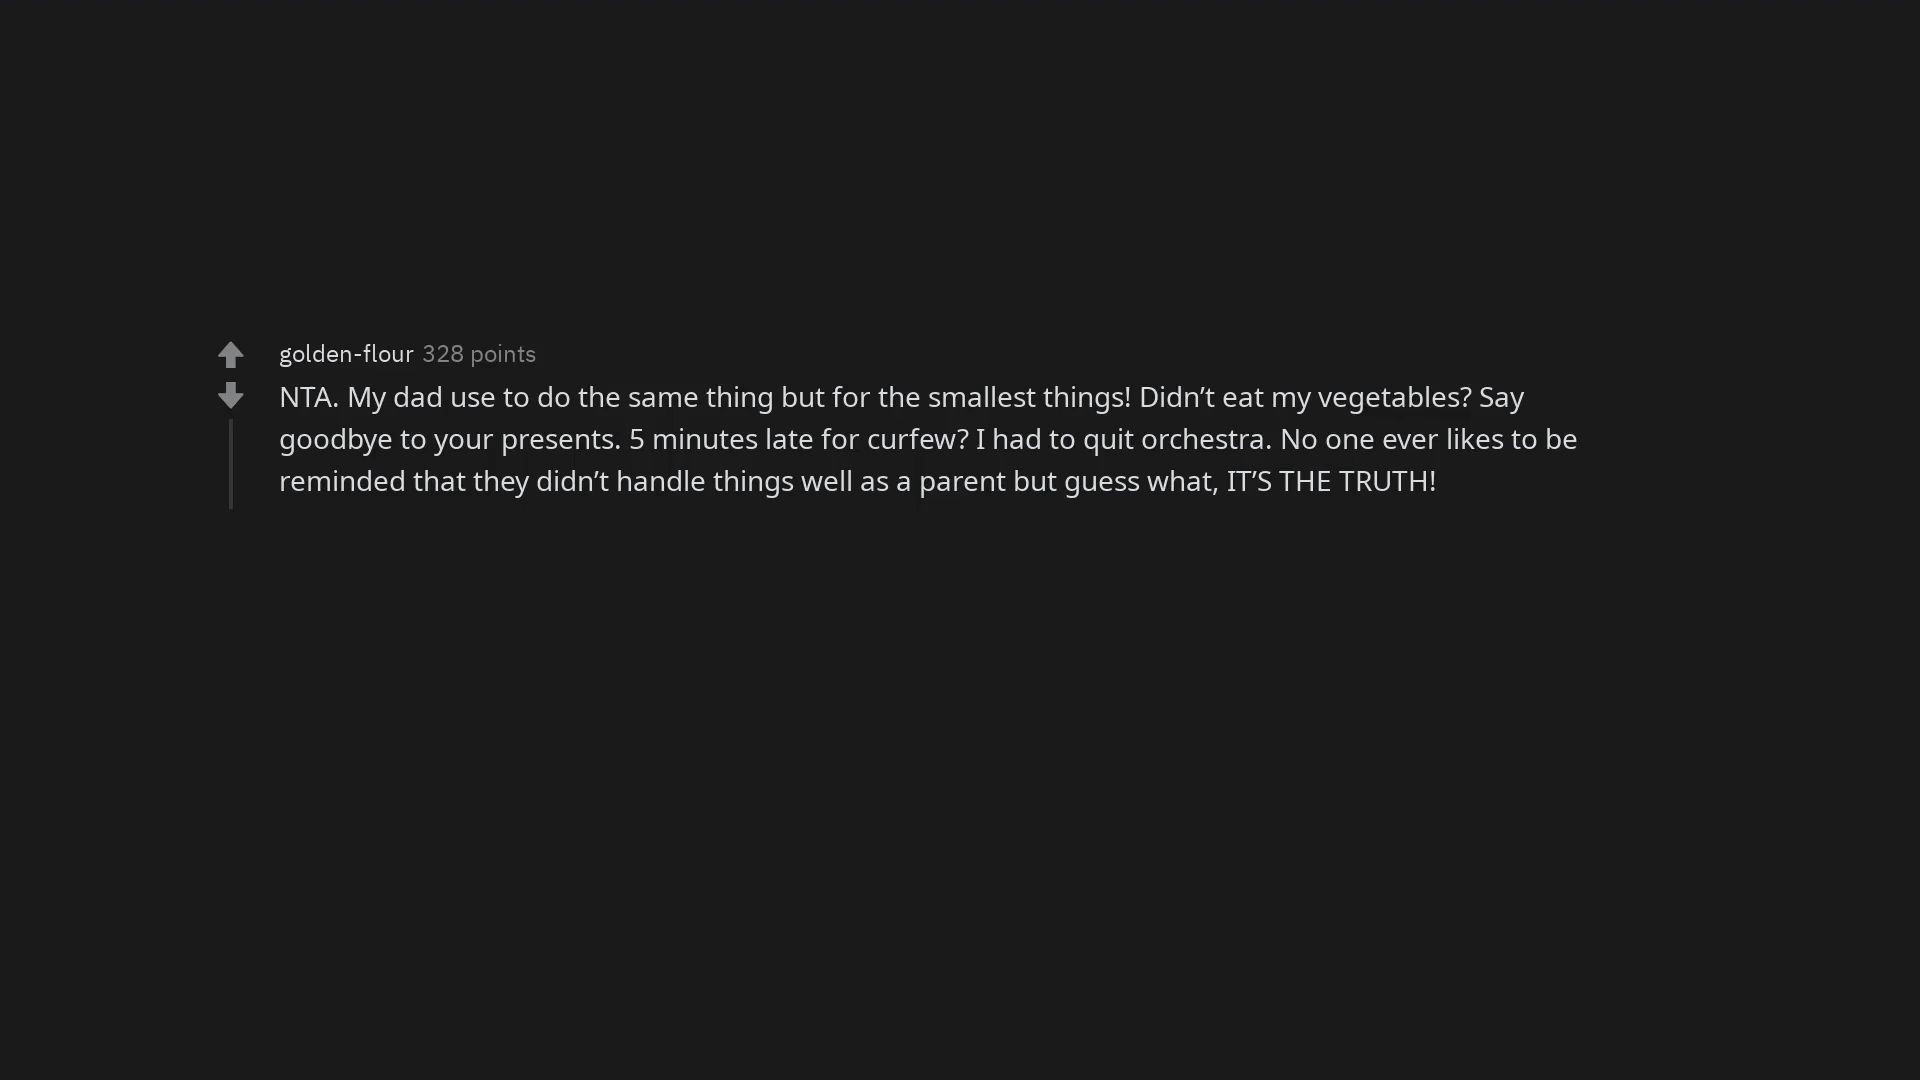 golden-flour 328 points
NTA. My dad use to do the same thing but for the smallest things! Didn’t eat my vegetables? Say
goodbye to your presents. 5 minutes late for curfew? I had to quit orchestra. No one ever likes to be
reminded that they didn’t handle things well as a parent but guess what, IT’S THE TRUTH!